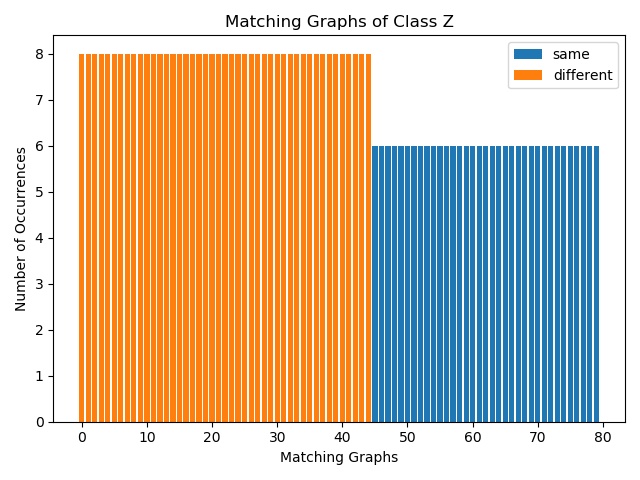 Matching Graphs of Class Z
same
different
Number of Occurrences
8
7
6
5
4
3
2
1
0
0 10 20 30 40 50 60 70 80
Matching Graphs